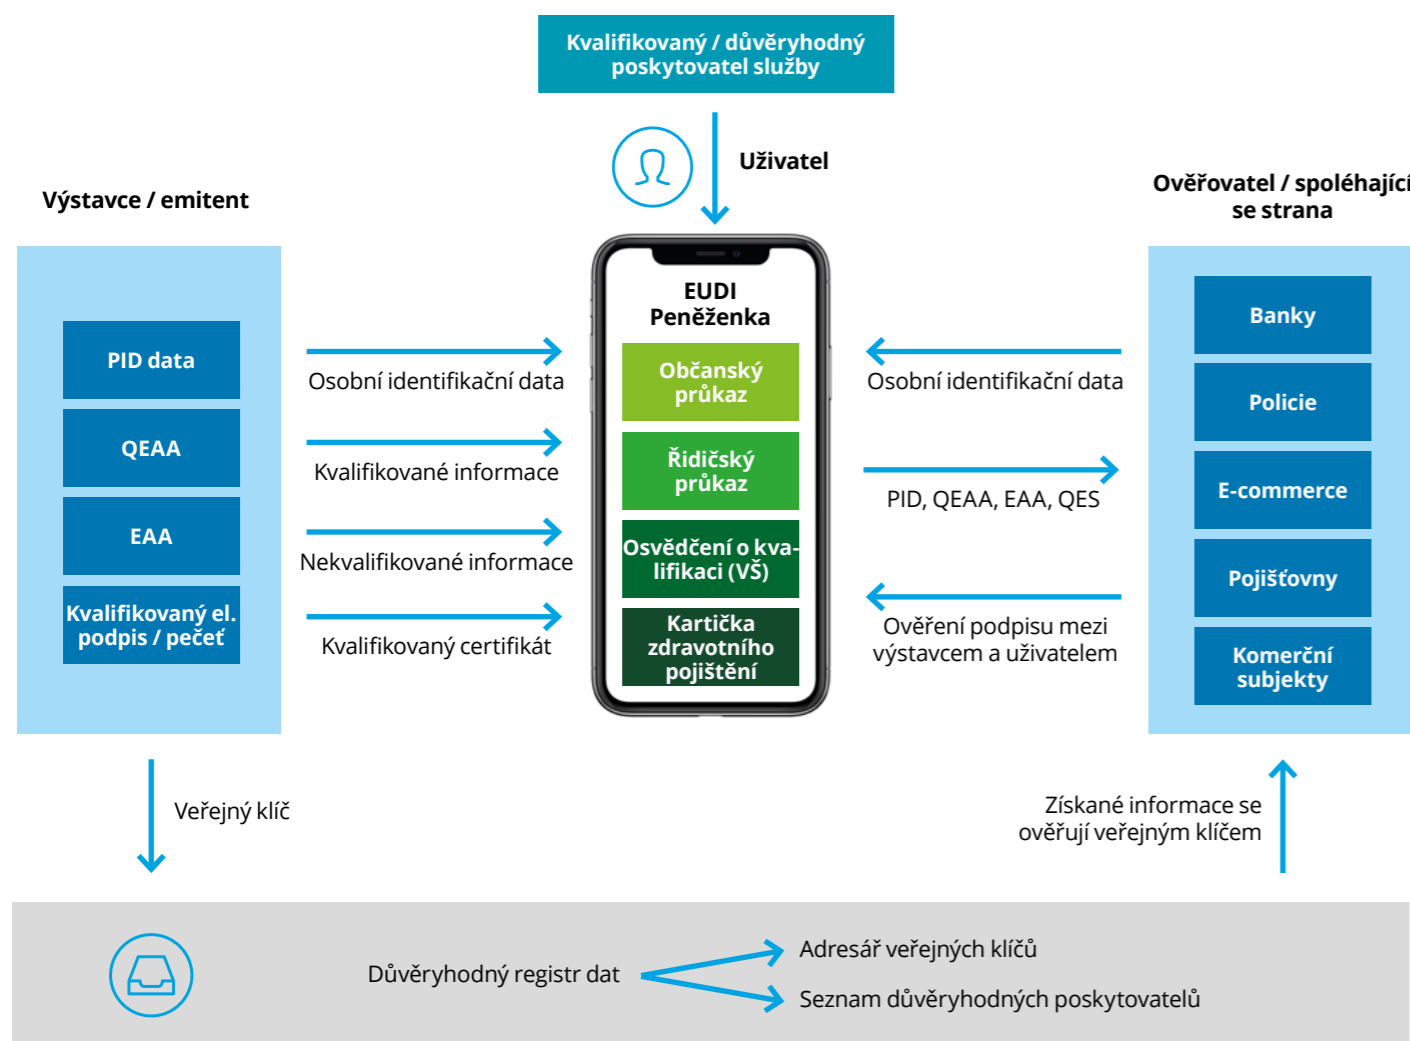 Kvalifikovaný / důvěryhodný
poskytovatel služby
Uživatel
Výstavce / emitent
Ověřovatel / spoléhající
se strana
PID data
QEAA
EAA
Kvalifikovaný el.
podpis / pečeť
Osobní identifikační data
Kvalifikované informace
Nekvalifikované informace
Kvalifikovaný certifikát
EUDI
Peněženka
Občanský
průkaz
Řidičský
průkaz
Osvědčení o kva-
lifikaci (VŠ)
Kartička
zdravotního
pojištění
Osobní identifikační data
PID, QEAA, EAA, QES
Ověření podpisu mezi
výstavcem a uživatelem
Banky
Policie
E-commerce
Pojišťovny
Komerční
subjekty
Veřejný klíč
Získané informace se
ověřují veřejným klíčem
Důvěryhodný registr dat
Adresář veřejných klíčů
Seznam důvěryhodných poskytovatelů